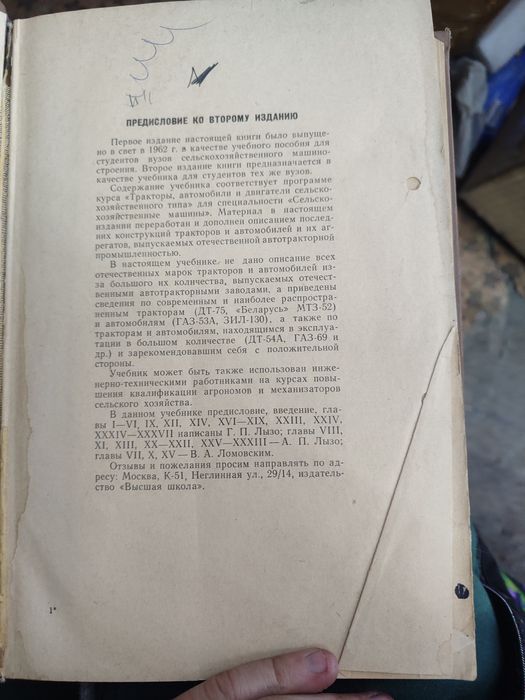 ПРЕДИСЛОВИЕ КО ВТОРОМУ ИЗДАНИЮ
Первое издание настоящей книги было выпуще-
но в свет в 1962 г. в качестве учебного пособия для
студентов вузов сельскохозяйственного машино-
строения. Второе издание книги предназначается в
качестве учебника для студентов тех же вузов.
Содержание учебника соответствует программе
курса «Тракторы, автомобили и двигатели сельско-
хозяйственного типа» для специальности «Сельско-
хозяйственные машины». Материал в настоящем
издании переработан и дополнен описанием послед-
них конструкций тракторов и автомобилей и их аг-
регатов, выпускаемых отечественной автотракторной
промышленностью.
В настоящем учебнике не дано описание всех
отечественных марок тракторов и автомобилей из-
за большого их количества, выпускаемых отечест-
венными автотракторными заводами, а приведены
сведения по современным и наиболее распростра-
ненным тракторам (ДТ-75, «Беларусь» МТЗ-52)
и автомобилям (ГАЗ-53А, ЗИЛ-130), а также по
тракторам и автомобилям, находящимся в эксплуа-
тации в большом количестве (ДТ-54А, ГАЗ-69 и
др.) и зарекомендовавшим себя с положительной
стороны.
Учебник может быть также использован инже-
нерно-техническими работниками на курсах повы-
шения квалификации агрономов и механизаторов
сельского хозяйства.
В данном учебнике предисловие, введение, гла-
вы I—VI, IX, XII, XIV, XVI—XIX, XXIII, XXIV,
XXXIV—XXXVII написаны Г. П. Лызо; главы VIII,
XI, XIII, XX—XXII, XXV—XXXIII — А. П. Лызо;
главы VII, X, XV — В. А. Ломовским.
Отзывы и пожелания просим направлять по ад-
ресу: Москва, К-51, Неглинная ул., 29/14, издатель-
ство «Высшая школа».
1*